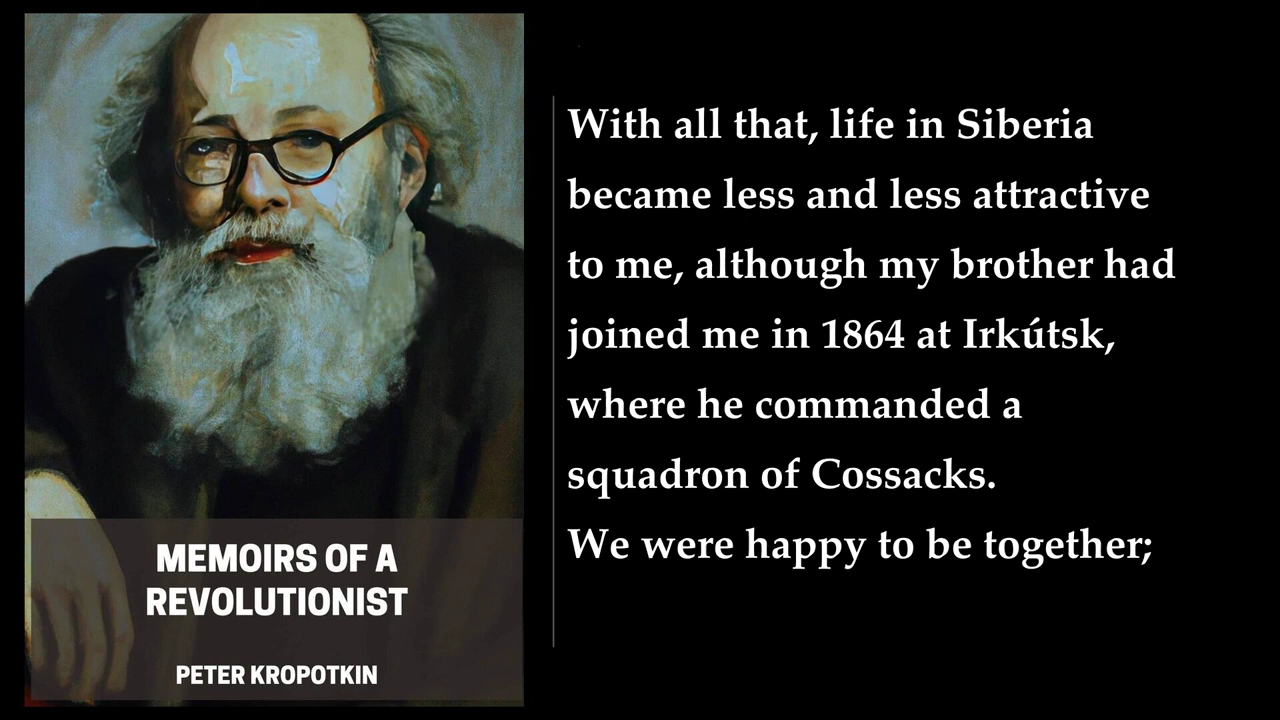 MEMOIRS OF A
REVOLUTIONIST
PETER KROPOTKIN
With all that, life in Siberia
became less and less attractive
to me, although my brother had
joined me in 1864 at Irkútsk,
where he commanded a
squadron of Cossacks.
We were happy to be together;